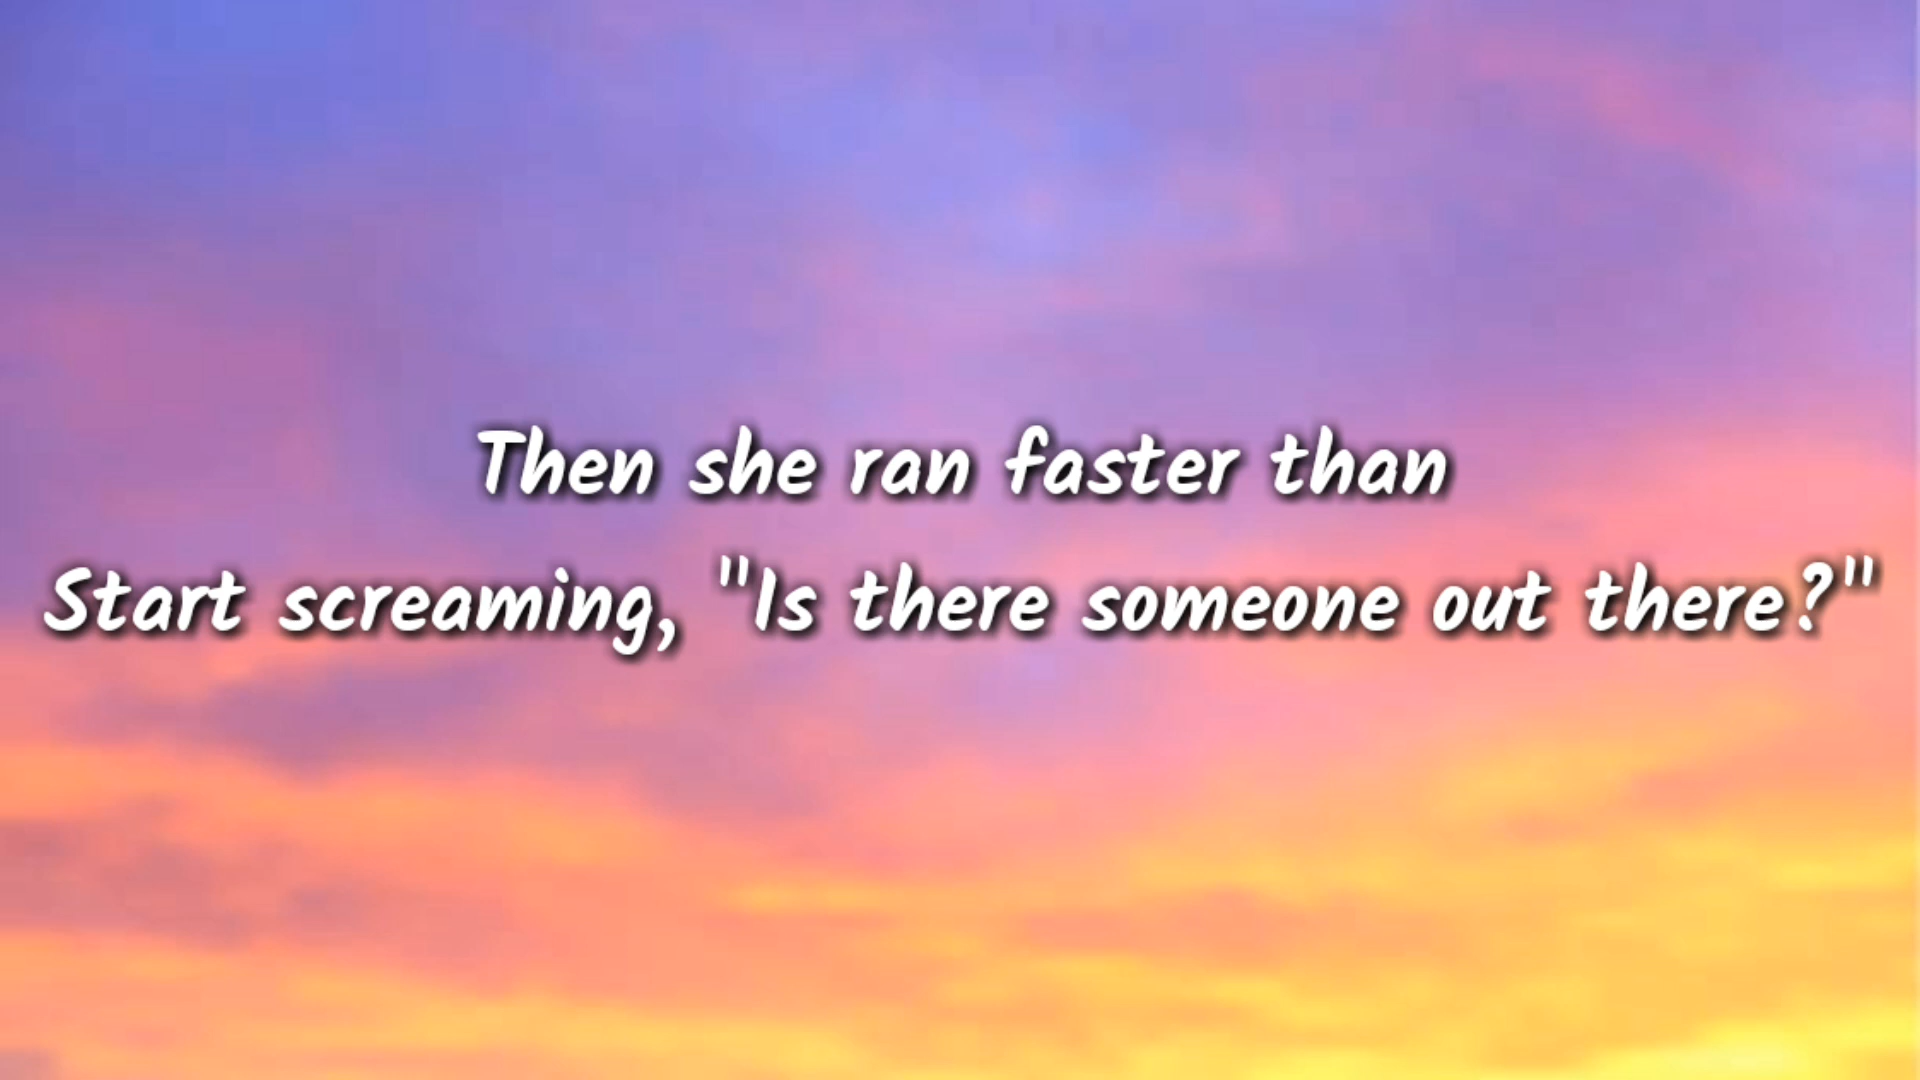 Then she ran faster than
Start screaming, "Is there someone out there?"